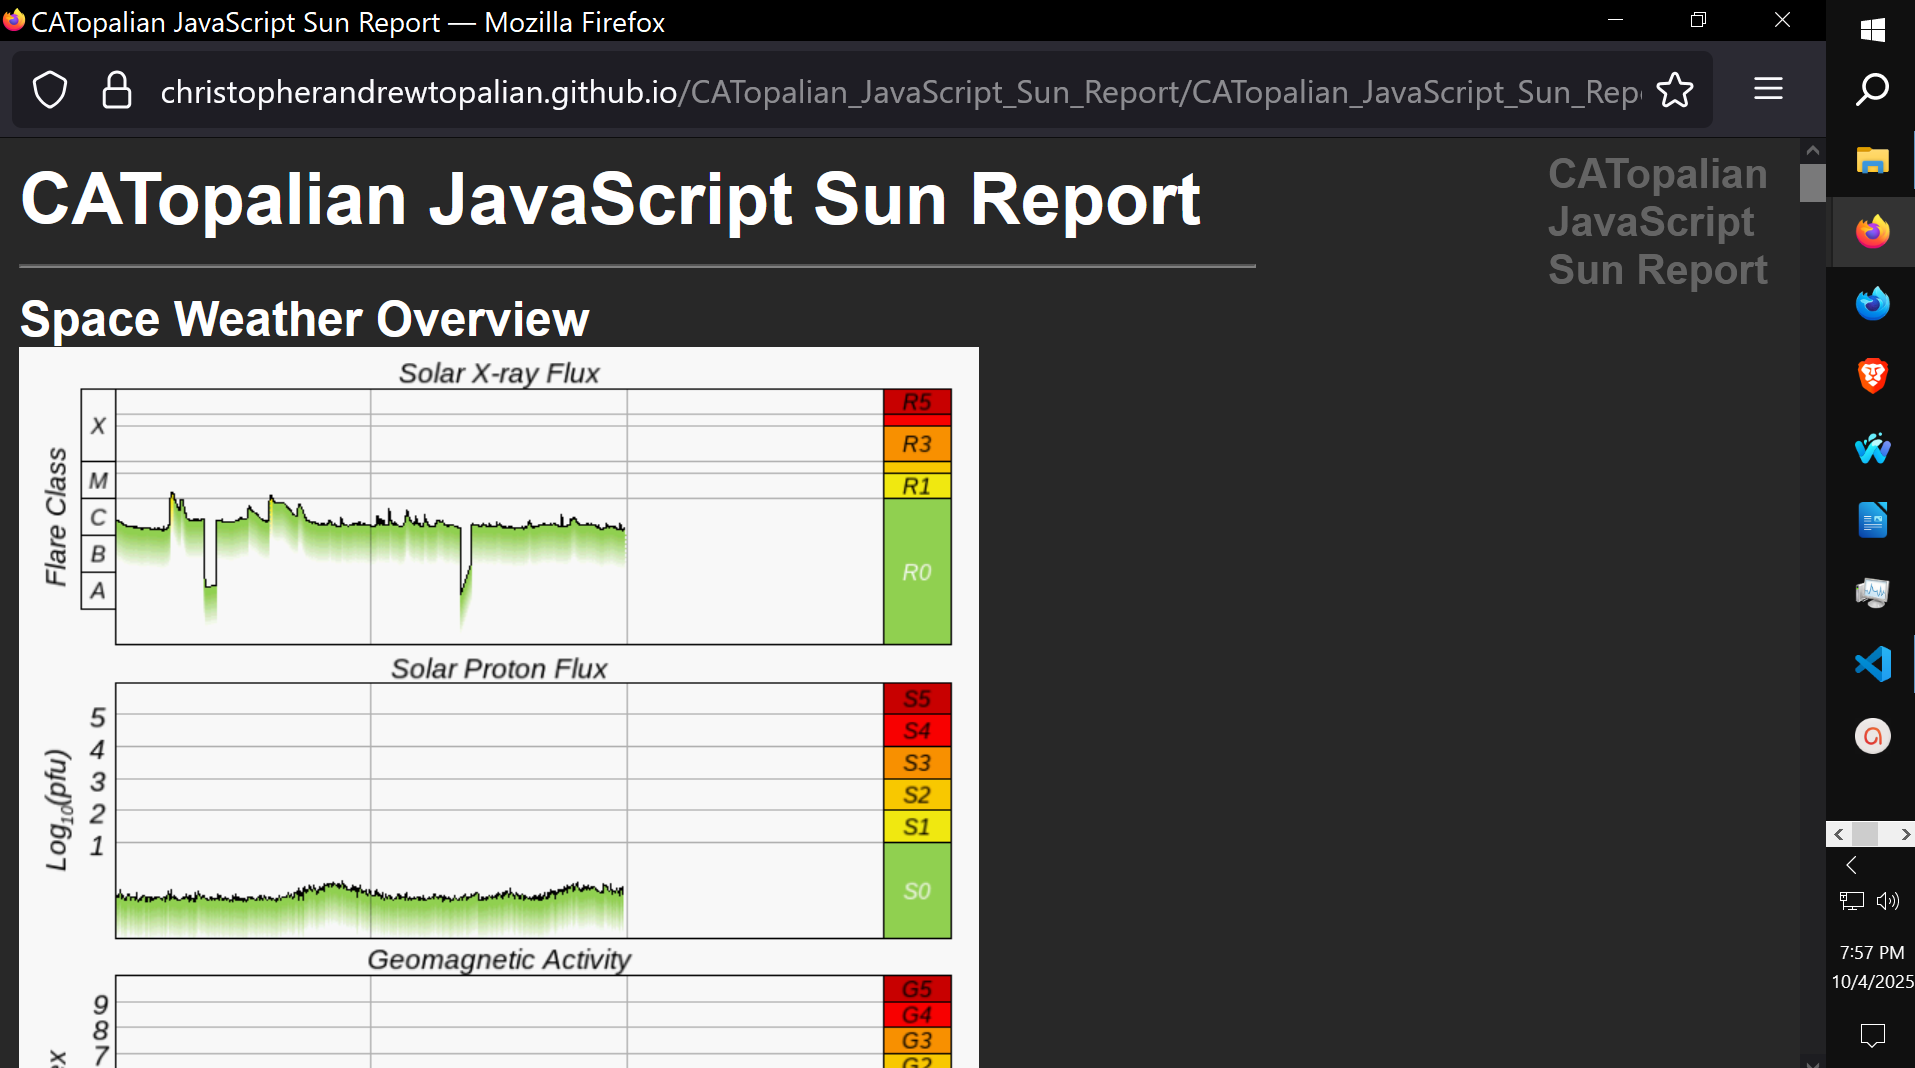 CATopalian JavaScript Sun Report — Mozilla Firefox
christopherandrewtopalian.github.io/CATopalian_JavaScript_Sun_Report/CATopalian_JavaScript_Sun_Rep
CATopalian JavaScript Sun Report
CATopalian
JavaScript
Sun Report
Space Weather Overview
Solar X-ray Flux
Flare Class
X
M
C
B
A
R5
R3
R1
R0
Solar Proton Flux
Log10(pfu)
5
4
3
2
1
S5
S4
S3
S2
S1
S0
Geomagnetic Activity
9
8
7
ex
G5
G4
G3
G2
7:57 PM
10/4/2025